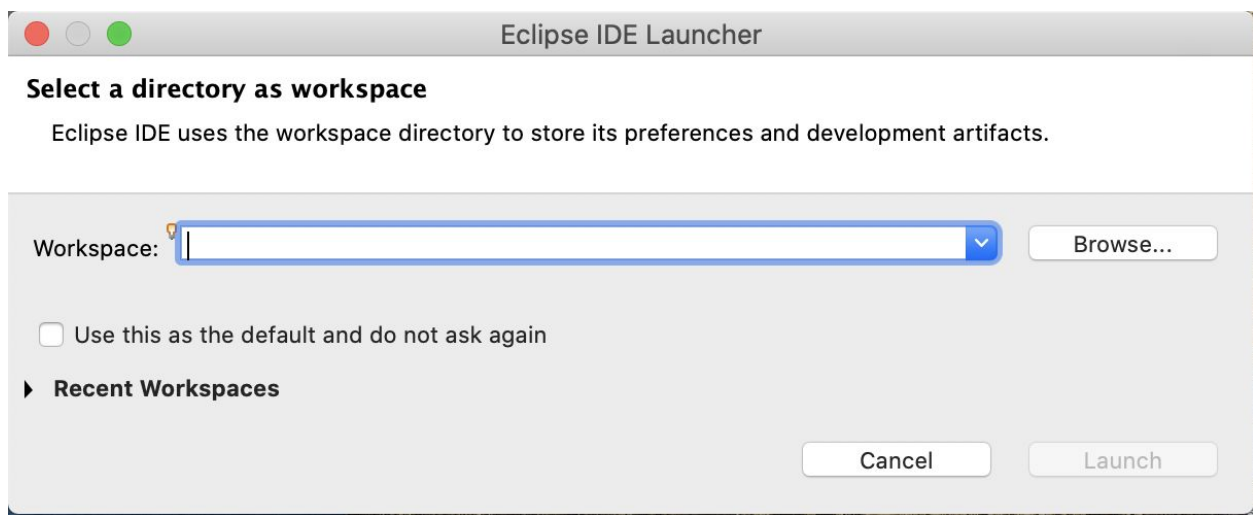 Eclipse IDE Launcher
Select a directory as workspace
Eclipse IDE uses the workspace directory to store its preferences and development artifacts.
Workspace:
Browse...
Use this as the default and do not ask again
Recent Workspaces
Cancel
Launch